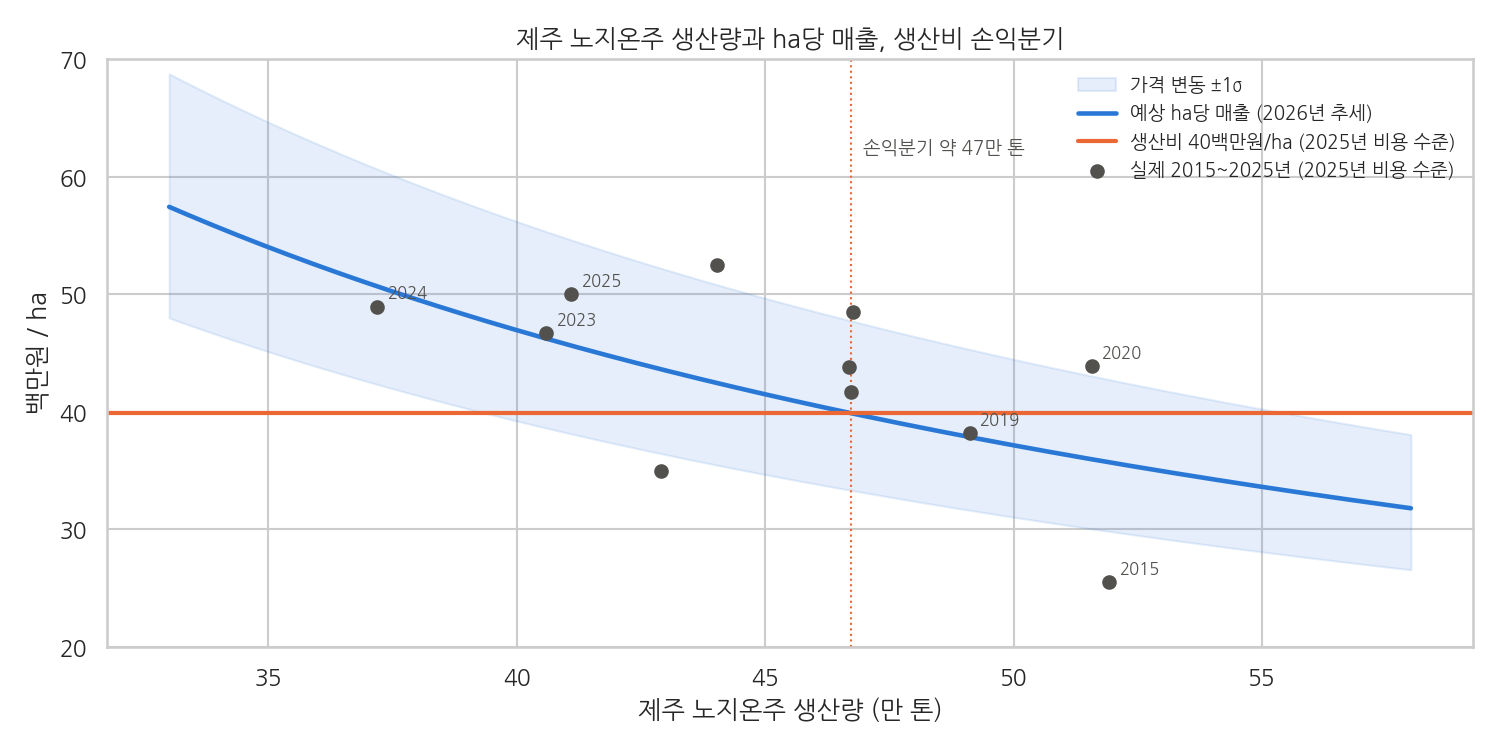 제주 노지온주 생산량과 ha당 매출, 생산비 손익분기
70
60
50
40
30
20
백만원 / ha
가격 변동 ±1σ
예상 ha당 매출 (2026년 추세)
생산비 40백만원/ha (2025년 비용 수준)
실제 2015~2025년 (2025년 비용 수준)
손익분기 약 47만 톤
2024
2025
2023
2020
2019
2015
35
40
45
50
55
제주 노지온주 생산량 (만 톤)